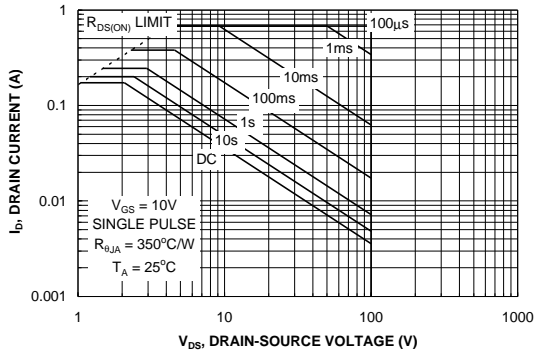 1
R_DS(ON) LIMIT
100µs
1ms
10ms
100ms
1s
10s
DC
0.1
0.01
0.001
V_GS = 10V
SINGLE PULSE
R_θJA = 350°C/W
T_A = 25°C
I_D, DRAIN CURRENT (A)
1
10
100
1000
V_DS, DRAIN-SOURCE VOLTAGE (V)